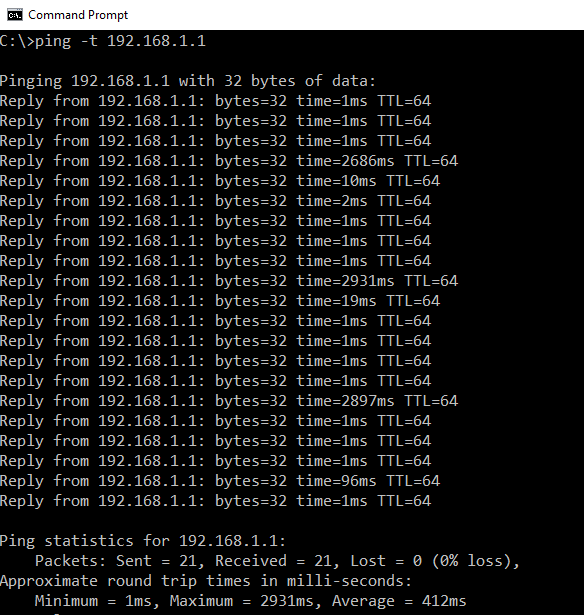 Command Prompt
C:\>ping -t 192.168.1.1
Pinging 192.168.1.1 with 32 bytes of data:
Reply from 192.168.1.1: bytes=32 time=1ms TTL=64
Reply from 192.168.1.1: bytes=32 time=1ms TTL=64
Reply from 192.168.1.1: bytes=32 time=1ms TTL=64
Reply from 192.168.1.1: bytes=32 time=2686ms TTL=64
Reply from 192.168.1.1: bytes=32 time=10ms TTL=64
Reply from 192.168.1.1: bytes=32 time=2ms TTL=64
Reply from 192.168.1.1: bytes=32 time=1ms TTL=64
Reply from 192.168.1.1: bytes=32 time=1ms TTL=64
Reply from 192.168.1.1: bytes=32 time=1ms TTL=64
Reply from 192.168.1.1: bytes=32 time=2931ms TTL=64
Reply from 192.168.1.1: bytes=32 time=19ms TTL=64
Reply from 192.168.1.1: bytes=32 time=1ms TTL=64
Reply from 192.168.1.1: bytes=32 time=1ms TTL=64
Reply from 192.168.1.1: bytes=32 time=1ms TTL=64
Reply from 192.168.1.1: bytes=32 time=1ms TTL=64
Reply from 192.168.1.1: bytes=32 time=2897ms TTL=64
Reply from 192.168.1.1: bytes=32 time=1ms TTL=64
Reply from 192.168.1.1: bytes=32 time=1ms TTL=64
Reply from 192.168.1.1: bytes=32 time=1ms TTL=64
Reply from 192.168.1.1: bytes=32 time=96ms TTL=64
Reply from 192.168.1.1: bytes=32 time=1ms TTL=64
Ping statistics for 192.168.1.1:
    Packets: Sent = 21, Received = 21, Lost = 0 (0% loss),
Approximate round trip times in milli-seconds:
    Minimum = 1ms, Maximum = 2931ms, Average = 412ms